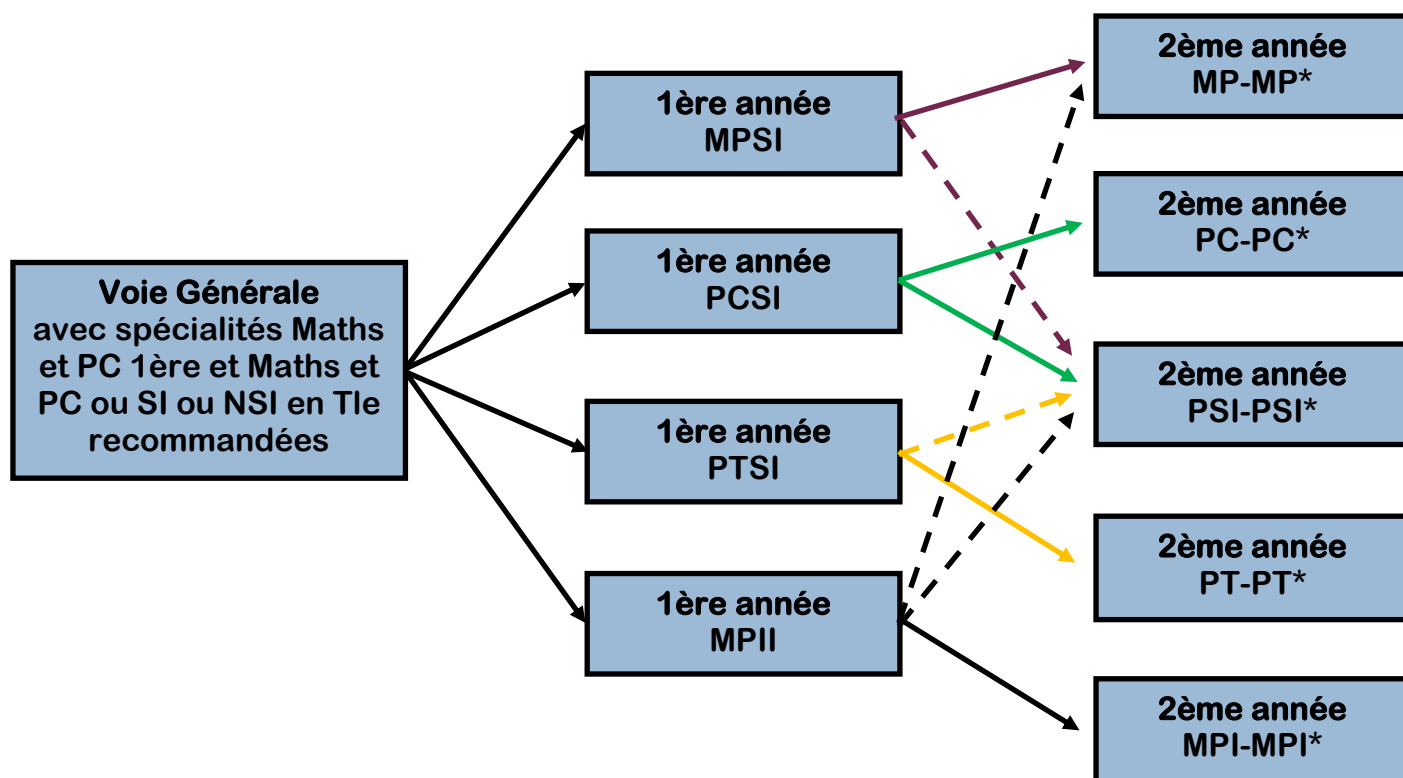 Voie Générale
avec spécialités Maths
et PC 1ère et Maths et
PC ou SI ou NSI en Tle
recommandées
1ère année
MPSI
1ère année
PCSI
1ère année
PTSI
1ère année
MPII
2ème année
MP-MP*
2ème année
PC-PC*
2ème année
PSI-PSI*
2ème année
PT-PT*
2ème année
MPI-MPI*